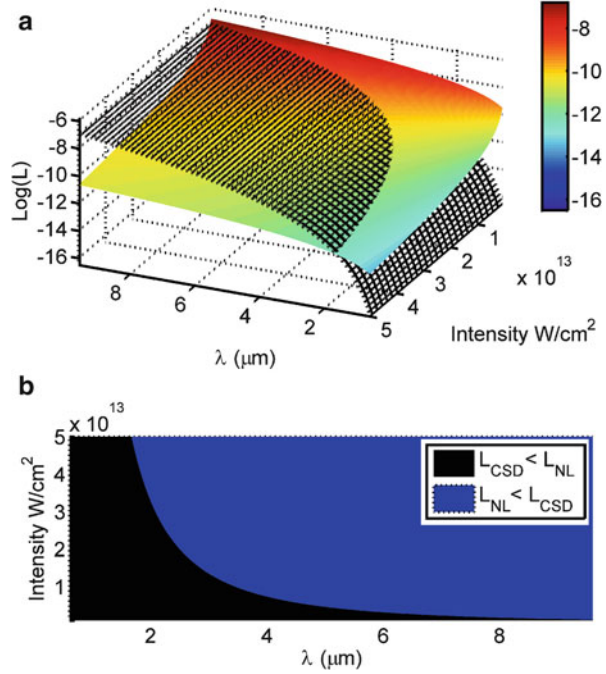 a
-6
-8
-10
-12
-14
-16
Log(L)
8
6
4
2
λ (μm)
5
4
3
2
1
x 10^13
Intensity W/cm^2
-8
-10
-12
-14
-16
b
x 10^13
5
4
3
2
1
Intensity W/cm^2
L_CSD < L_NL
L_NL < L_CSD
2
4
6
8
λ (μm)